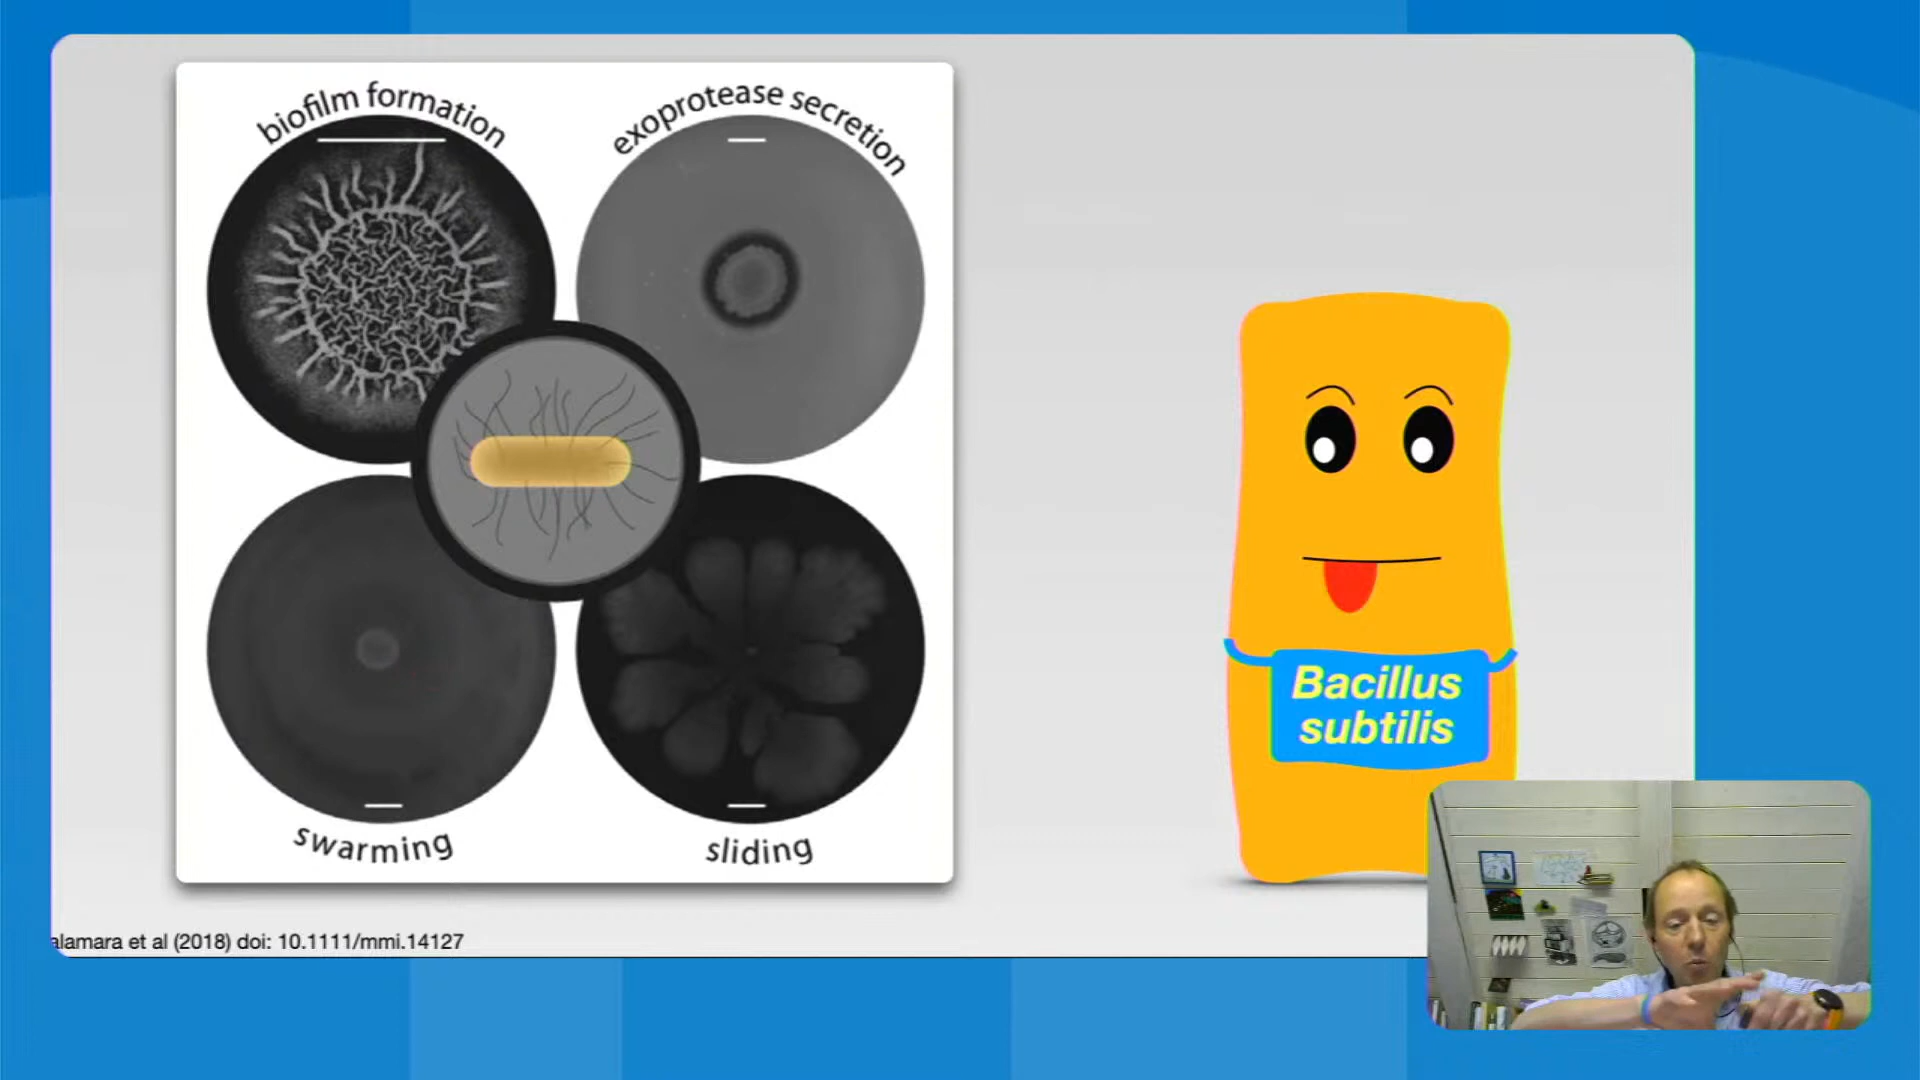 biofilm formation
exoprotease secretion
swarming
sliding
Bacillus
subtilis
alamara et al (2018) doi: 10.1111/mmi.14127